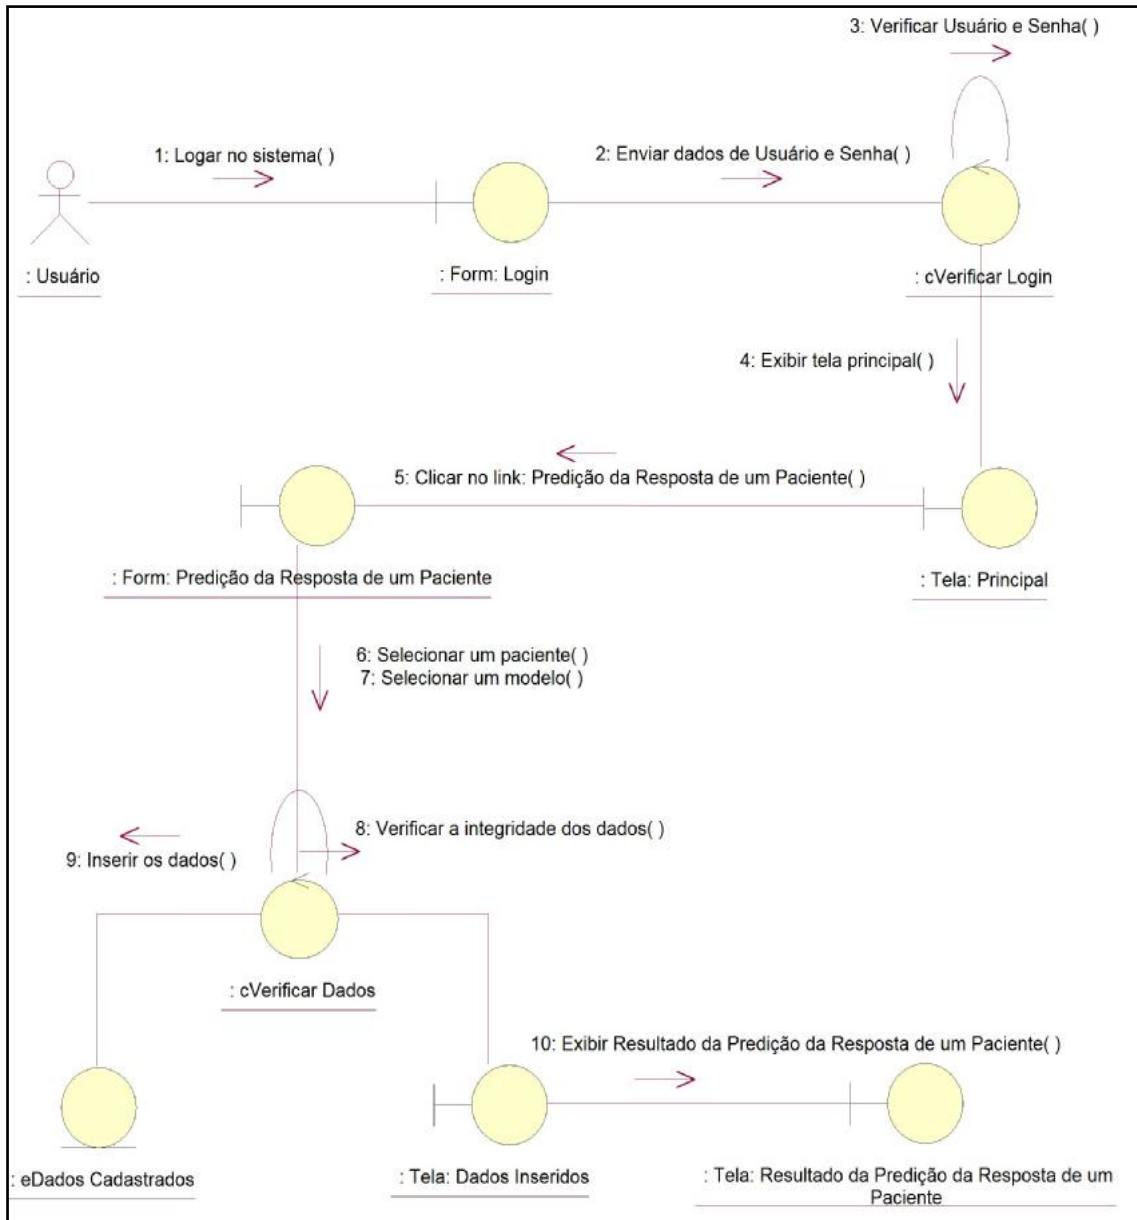 3: Verificar Usuário e Senha( )
1: Logar no sistema( )
2: Enviar dados de Usuário e Senha( )
: Usuário
: Form: Login
: cVerificar Login
4: Exibir tela principal( )
5: Clicar no link: Predição da Resposta de um Paciente( )
: Form: Predição da Resposta de um Paciente
: Tela: Principal
6: Selecionar um paciente( )
7: Selecionar um modelo( )
8: Verificar a integridade dos dados( )
9: Inserir os dados( )
: cVerificar Dados
10: Exibir Resultado da Predição da Resposta de um Paciente( )
: eDados Cadastrados
: Tela: Dados Inseridos
: Tela: Resultado da Predição da Resposta de um
Paciente